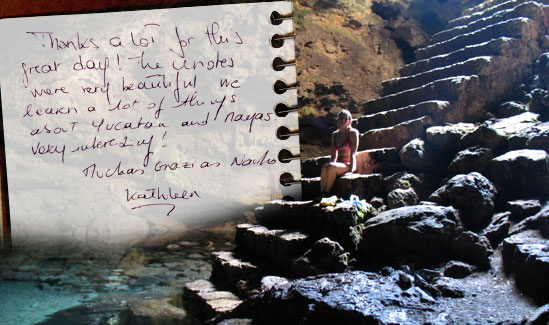 Thanks a lot for this
great day! The cenotes
were very beautiful we
learn a lot of things
about Yucatan and Mayas
very interesting!
Muchas Grazias Nacho
Kathleen